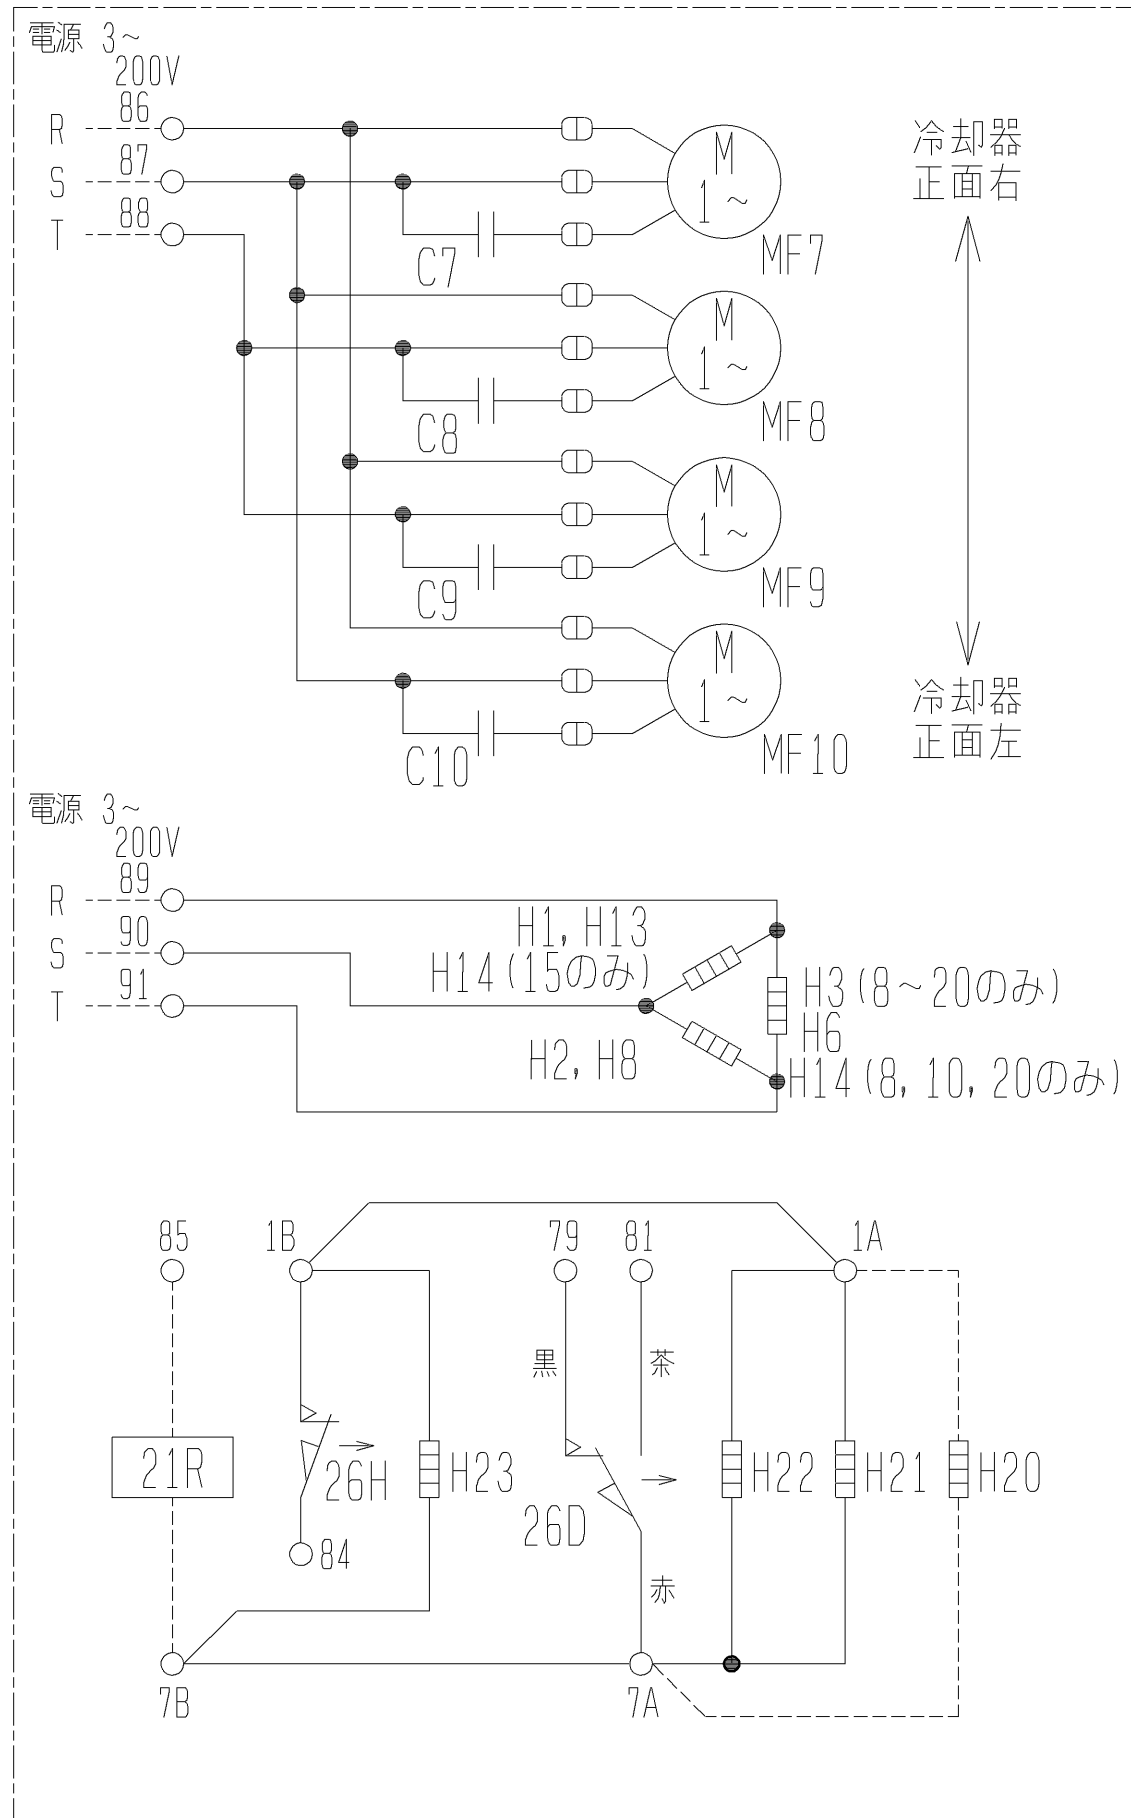 電源 3~
200V
R 86
S 87
T 88
M
1~
MF7
C7
M
1~
MF8
C8
M
1~
MF9
C9
M
1~
MF10
C10
冷却器
正面右
冷却器
正面左
電源 3~
200V
R 89
S 90
T 91
H1, H13
H14(15のみ)
H2, H8
H3(8~20のみ)
H6
H14(8, 10, 20のみ)
85
1B
79
81
1A
黒
茶
21R
26H
H23
26D
H22
H21
H20
84
赤
7B
7A